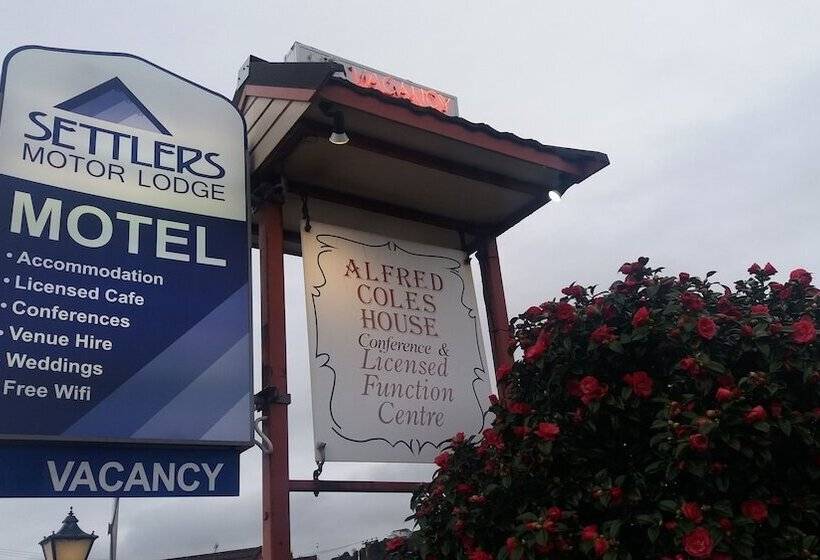 SETTLERS
MOTOR LODGE
MOTEL
• Accommodation
• Licensed Cafe
• Conferences
• Venue Hire
Weddings
Free Wifi
VACANCY
VACANCY
ALFRED
COLES
HOUSE
Conference &
Licensed
Function
Centre